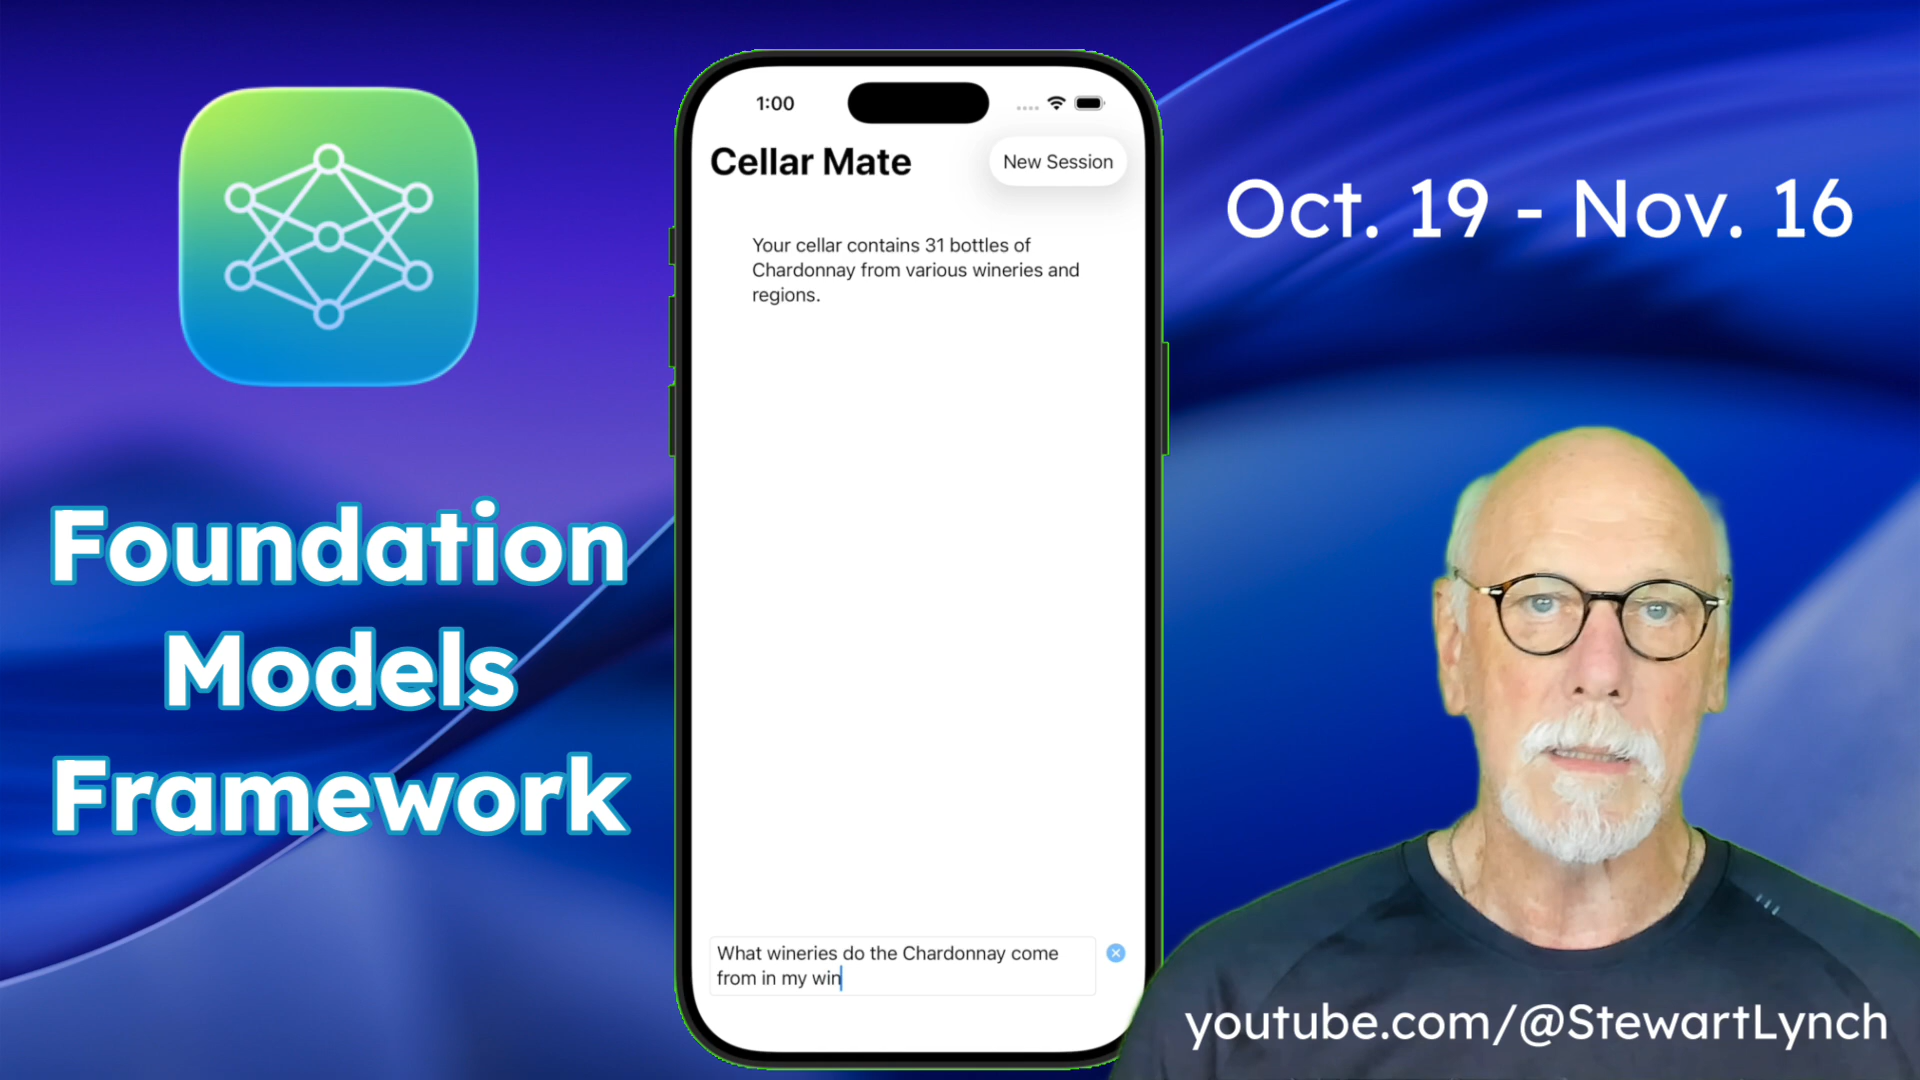 Foundation
Models
Framework
1:00
Cellar Mate
New Session
Your cellar contains 31 bottles of
Chardonnay from various wineries and
regions.
What wineries do the Chardonnay come
from in my win
Oct. 19 - Nov. 16
youtube.com/@StewartLynch